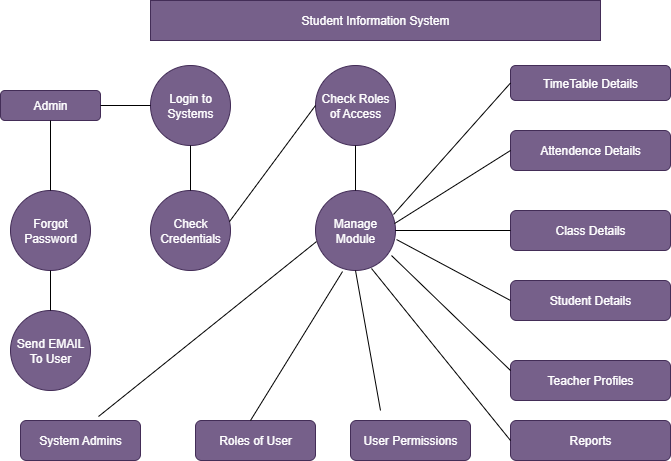 Student Information System
Admin
Login to
Systems
Check Roles
of Access
TimeTable Details
Attendence Details
Forgot
Password
Check
Credentials
Manage
Module
Class Details
Student Details
Send EMAIL
To User
Teacher Profiles
System Admins
Roles of User
User Permissions
Reports